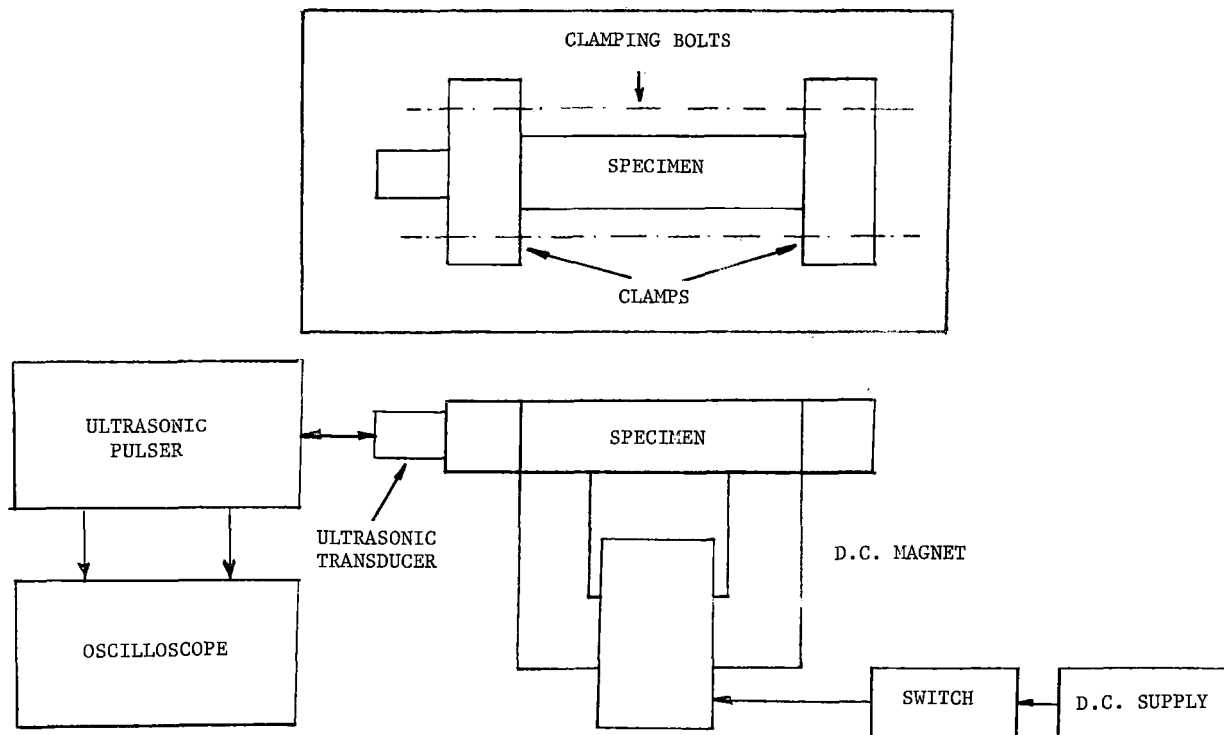 CLAMPING BOLTS
SPECIMEN
CLAMPS
ULTRASONIC
PULSER
SPECIMEN
ULTRASONIC
TRANSDUCER
D.C. MAGNET
OSCILLOSCOPE
SWITCH
D.C. SUPPLY